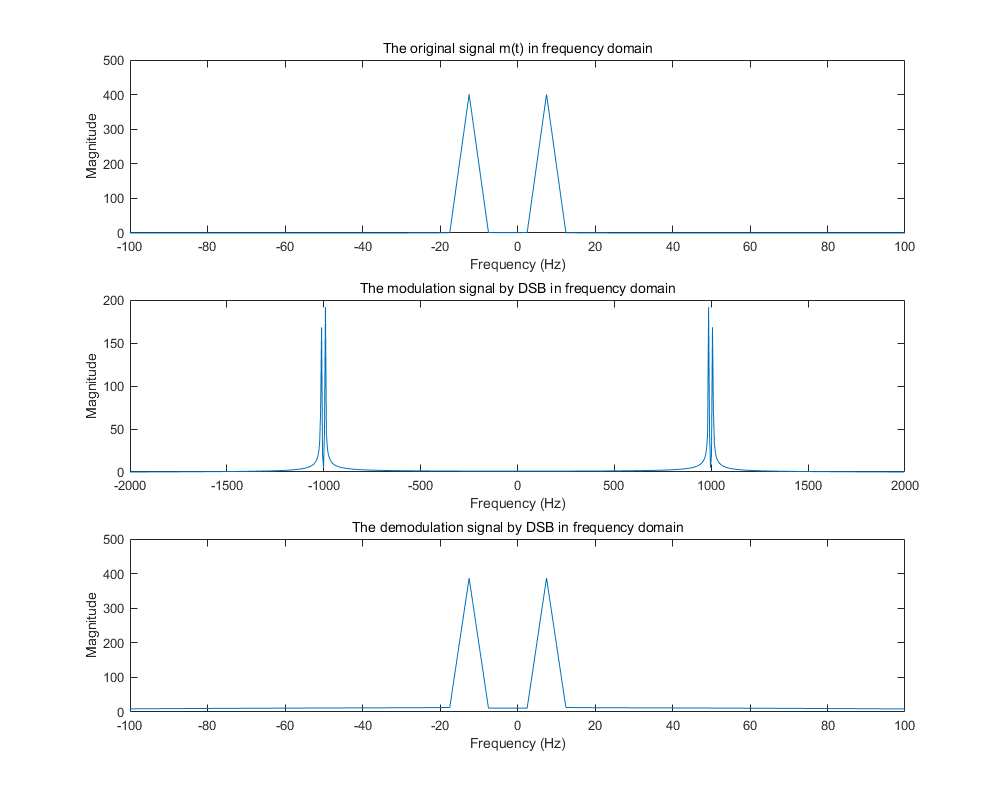 The original signal m(t) in frequency domain
500
400
300
200
100
0
Magnitude
-100 -80 -60 -40 -20 0 20 40 60 80 100
Frequency (Hz)
The modulation signal by DSB in frequency domain
200
150
100
50
0
Magnitude
-2000 -1500 -1000 -500 0 500 1000 1500 2000
Frequency (Hz)
The demodulation signal by DSB in frequency domain
500
400
300
200
100
0
Magnitude
-100 -80 -60 -40 -20 0 20 40 60 80 100
Frequency (Hz)